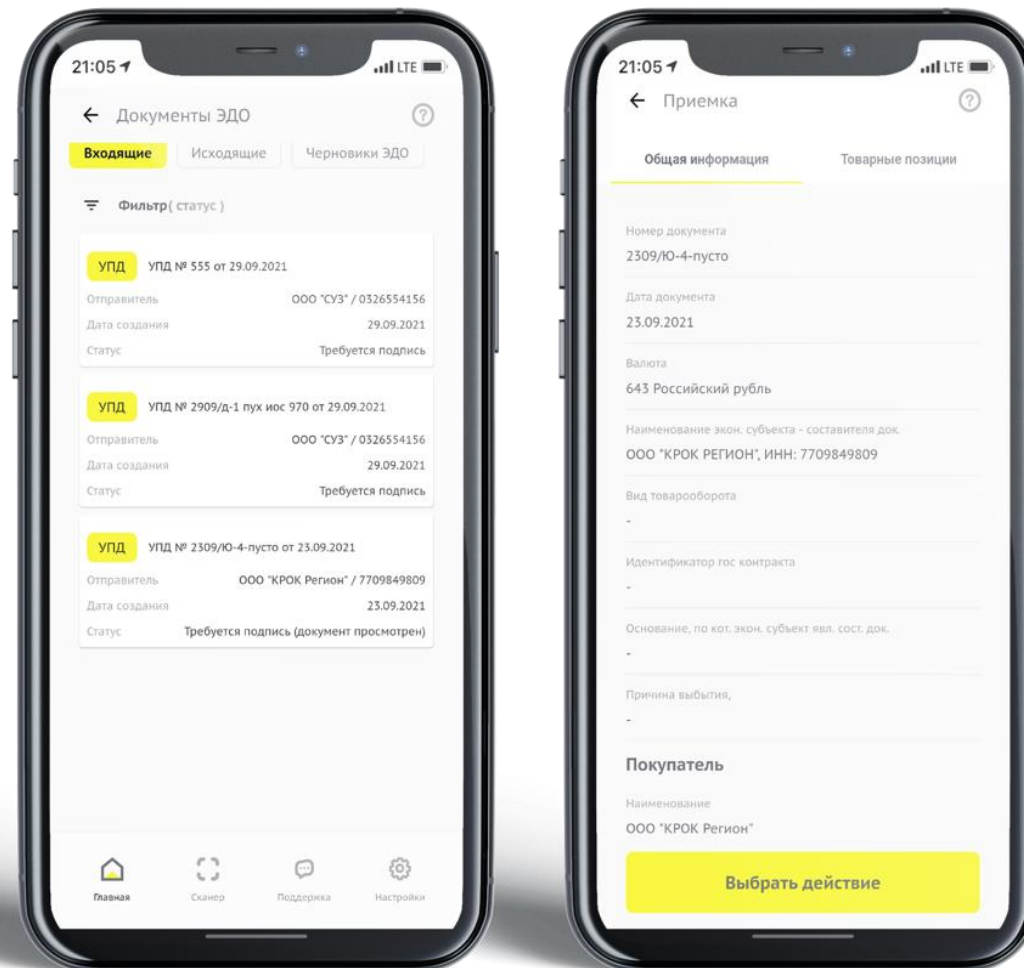 21:05
LTE
Документы ЭДО
?
Входящие
Исходящие
Черновики ЭДО
Фильтр( статус )
УПД
УПД № 555 от 29.09.2021
Отправитель
ООО "СУЗ" / 0326554156
Дата создания
29.09.2021
Статус
Требуется подпись
УПД
УПД № 2909/д-1 пух иос 970 от 29.09.2021
Отправитель
ООО "СУЗ" / 0326554156
Дата создания
29.09.2021
Статус
Требуется подпись
УПД
УПД № 2309/Ю-4-пусто от 23.09.2021
Отправитель
ООО "КРОК Регион" / 7709849809
Дата создания
23.09.2021
Статус
Требуется подпись (документ просмотрен)
Главная
Сканер
Поддержка
Настройки
21:05
LTE
Приемка
?
Общая информация
Товарные позиции
Номер документа
2309/Ю-4-пусто
Дата документа
23.09.2021
Валюта
643 Российский рубль
Наименование экон. субъекта - составителя док.
ООО "КРОК РЕГИОН", ИНН: 7709849809
Вид товарооборота
-
Идентификатор гос контракта
-
Основание, по кот. экон. субъект явл. сост. док.
-
Причина выбытия,
-
Покупатель
Наименование
ООО "КРОК Регион"
Выбрать действие